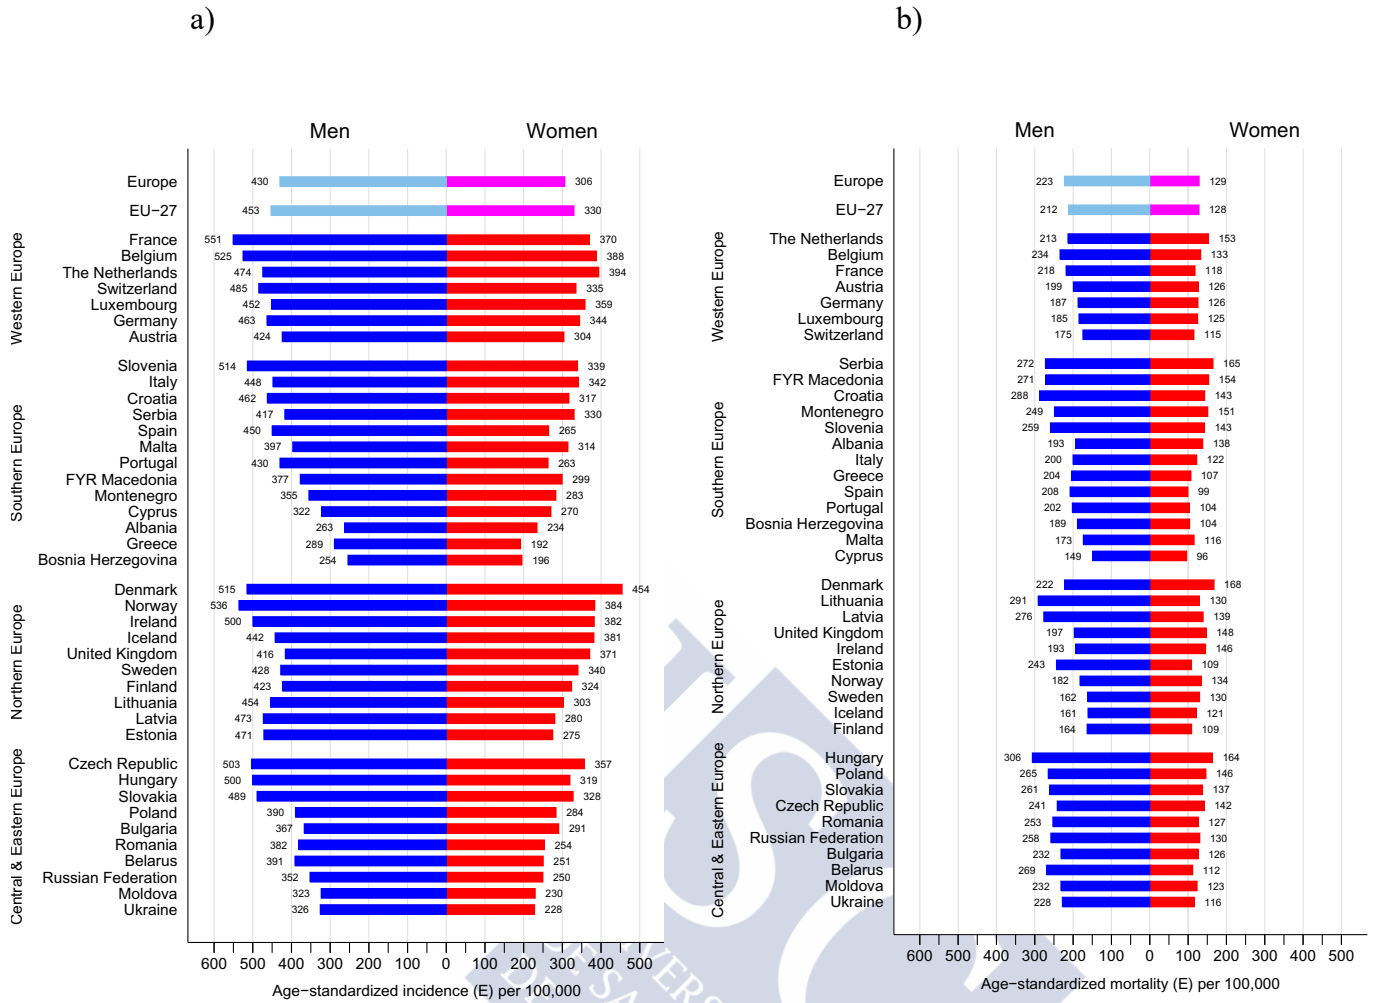 a)
Men Women
Europe 430 306
EU−27 453 330
Western Europe
France 551 370
Belgium 525 388
The Netherlands 474 394
Switzerland 485 335
Luxembourg 452 359
Germany 463 344
Austria 424 304
Southern Europe
Slovenia 514 339
Italy 448 342
Croatia 462 317
Serbia 417 330
Spain 450 265
Malta 397 314
Portugal 430 263
FYR Macedonia 377 299
Montenegro 355 283
Cyprus 322 270
Albania 263 234
Greece 289 192
Bosnia Herzegovina 254 196
Northern Europe
Denmark 515 454
Norway 536 384
Ireland 500 382
Iceland 442 381
United Kingdom 416 371
Sweden 428 340
Finland 423 324
Lithuania 454 303
Latvia 473 280
Estonia 471 275
Central & Eastern Europe
Czech Republic 503 357
Hungary 500 319
Slovakia 489 328
Poland 390 284
Bulgaria 367 291
Romania 382 254
Belarus 391 251
Russian Federation 352 250
Moldova 323 230
Ukraine 326 228
600 500 400 300 200 100 0 100 200 300 400 500
Age−standardized incidence (E) per 100,000
b)
Men Women
Europe 223 129
EU−27 212 128
Western Europe
The Netherlands 213 153
Belgium 234 133
France 218 118
Austria 199 126
Germany 187 126
Luxembourg 185 125
Switzerland 175 115
Southern Europe
Serbia 272 165
FYR Macedonia 271 154
Croatia 288 143
Montenegro 249 151
Slovenia 259 143
Albania 193 138
Italy 200 122
Greece 204 107
Spain 208 99
Portugal 202 104
Bosnia Herzegovina 189 104
Malta 173 116
Cyprus 149 96
Northern Europe
Denmark 222 168
Lithuania 291 130
Latvia 276 139
United Kingdom 197 148
Ireland 193 146
Estonia 243 109
Norway 182 134
Sweden 162 130
Iceland 161 121
Finland 164 109
Central & Eastern Europe
Hungary 306 164
Poland 265 146
Slovakia 261 137
Czech Republic 241 142
Romania 253 127
Russian Federation 258 130
Bulgaria 232 126
Belarus 269 112
Moldova 232 123
Ukraine 228 116
600 500 400 300 200 100 0 100 200 300 400 500
Age−standardized mortality (E) per 100,000